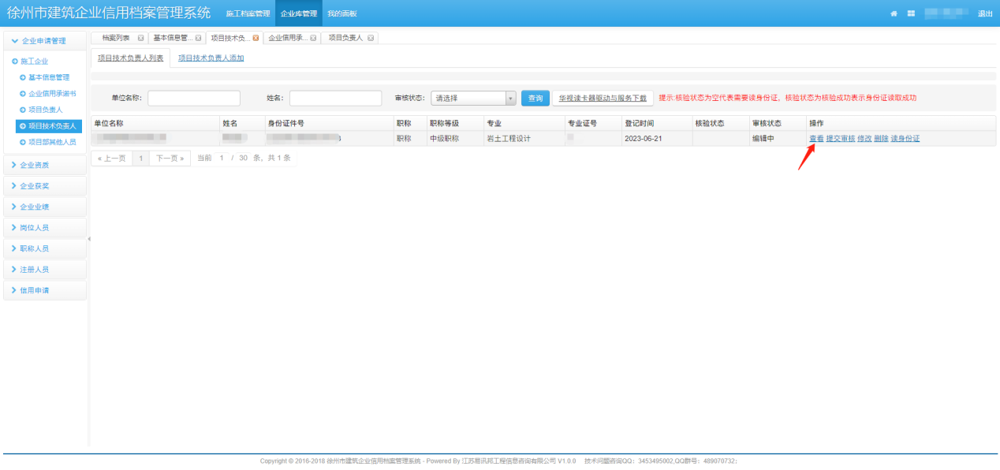 徐州市建筑企业信用档案管理系统 施工档案管理 企业库管理 我的面板 退出
企业申请管理
施工企业
基本信息管理
企业信用承诺书
项目负责人
项目技术负责人
项目部其他人员
企业资质
企业获奖
企业业绩
岗位人员
职称人员
注册人员
信用申请
档案列表 基本信息管... 项目技术负... 企业信用承... 项目负责人
项目技术负责人列表 项目技术负责人添加
单位名称: 姓名: 审核状态: 请选择 查询 华视读卡器驱动与服务下载 提示:核验状态为空代表需要读身份证，核验状态为核验成功表示身份证读取成功
单位名称 姓名 身份证件号 职称 职称等级 专业 专业证号 登记时间 核验状态 审核状态 操作
职称 中级职称 岩土工程设计 2023-06-21 编辑中 查看 提交审核 修改 删除 读身份证
« 上一页 1 下一页 » 当前 1 / 30 条，共 1 条
Copyright © 2016-2018 徐州市建筑企业信用档案管理系统 - Powered By 江苏易讯邦工程信息咨询有限公司 V1.0.0 技术问题咨询QQ：3453495002,QQ群号：489070732;